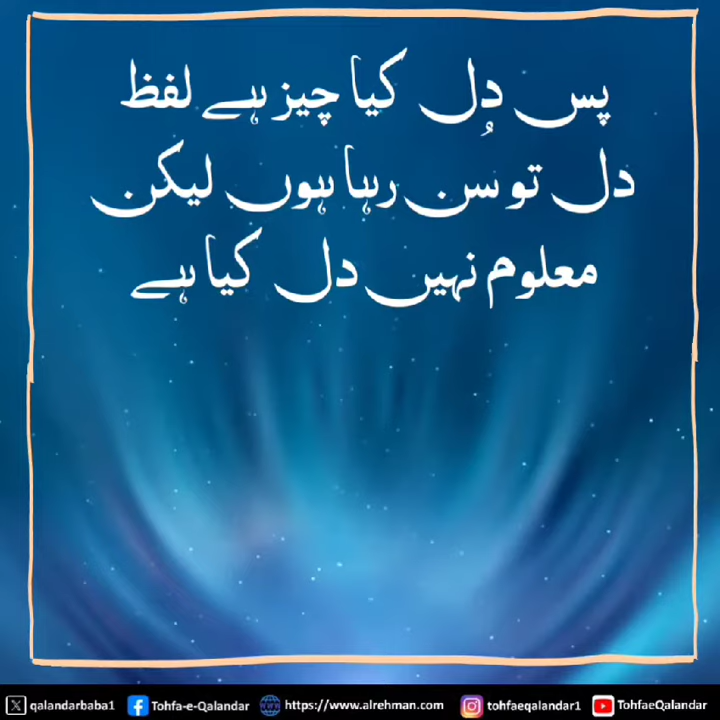 پس دُل کیا چیز ہے لفظ
دل تو سن رہا ہوں لیکن
معلوم نہیں دل کیا ہے
qalandarbaba1 Tohfa-e-Qalandar https://www.alrehman.com tohfaeqalandar1 TohfaeQalandar